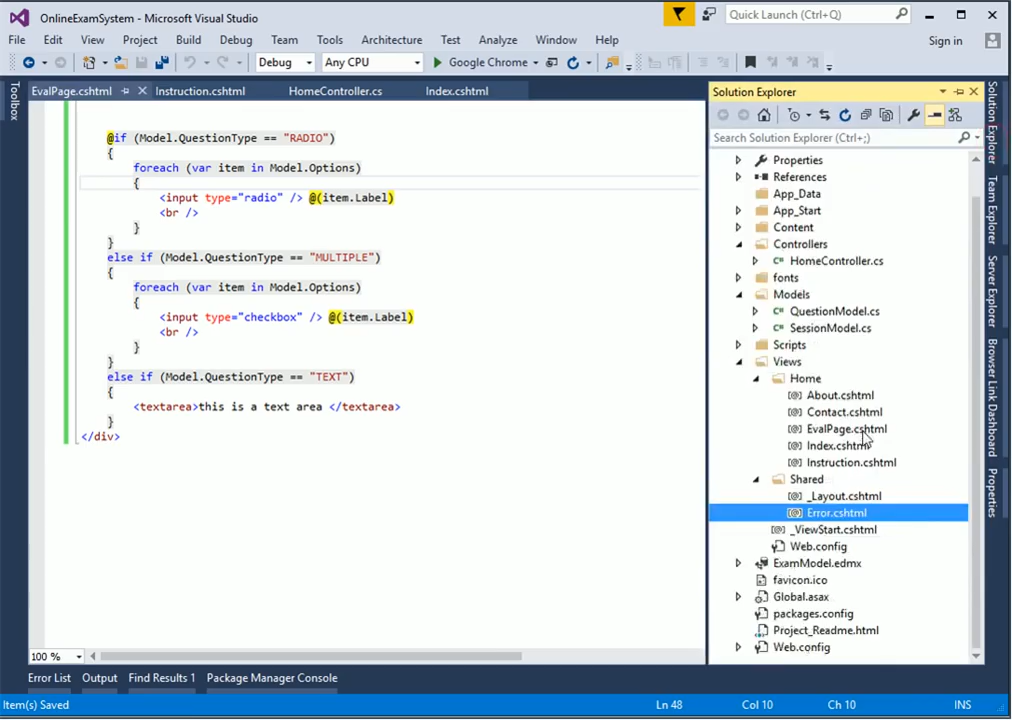 OnlineExamSystem - Microsoft Visual Studio
Quick Launch (Ctrl+Q)
File Edit View Project Build Debug Team Tools Architecture Test Analyze Window Help
Sign in
Debug Any CPU Google Chrome
EvalPage.cshtml Instruction.cshtml HomeController.cs Index.cshtml
Toolbox
@if (Model.QuestionType == "RADIO")
{
foreach (var item in Model.Options)
{
<input type="radio" /> @(item.Label)
<br />
}
}
else if (Model.QuestionType == "MULTIPLE")
{
foreach (var item in Model.Options)
{
<input type="checkbox" /> @(item.Label)
<br />
}
}
else if (Model.QuestionType == "TEXT")
{
<textarea>this is a text area </textarea>
}
</div>
100 %
Solution Explorer
Search Solution Explorer (Ctrl+;)
Properties
References
App_Data
App_Start
Content
Controllers
C# HomeController.cs
fonts
Models
C# QuestionModel.cs
C# SessionModel.cs
Scripts
Views
Home
[@] About.cshtml
[@] Contact.cshtml
[@] EvalPage.cshtml
[@] Index.cshtml
[@] Instruction.cshtml
Shared
[@] _Layout.cshtml
[@] Error.cshtml
[@] _ViewStart.cshtml
Web.config
ExamModel.edmx
favicon.ico
Global.asax
packages.config
Project_Readme.html
Web.config
Solution Explorer
Team Explorer
Server Explorer
Browser Link Dashboard
Properties
Error List Output Find Results 1 Package Manager Console
Item(s) Saved Ln 48 Col 10 Ch 10 INS